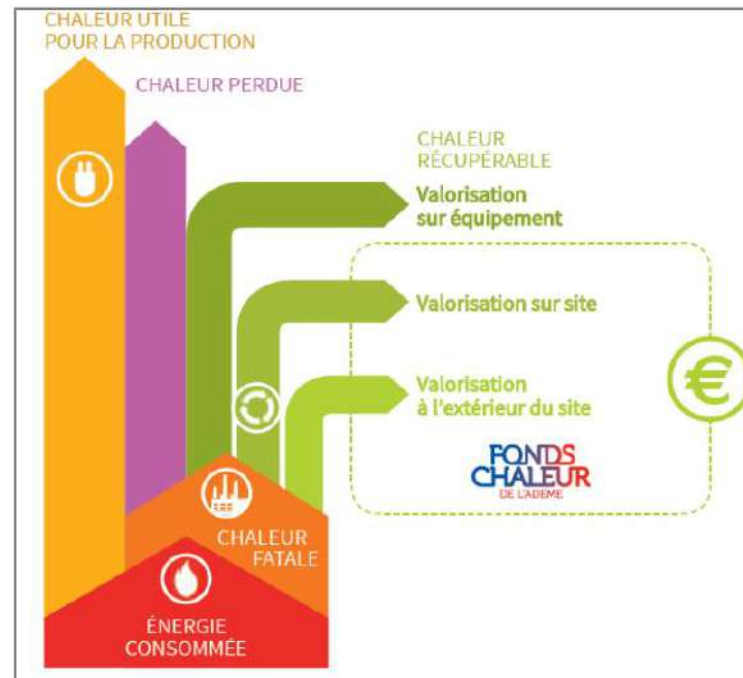 CHALEUR UTILE
POUR LA PRODUCTION
CHALEUR PERDUE
CHALEUR
RÉCUPÉRABLE
Valorisation
sur équipement
Valorisation sur site
€
Valorisation
à l'extérieur du site
FONDS
CHALEUR
DE L'ADEME
CHALEUR
FATALE
ÉNERGIE
CONSOMMÉE